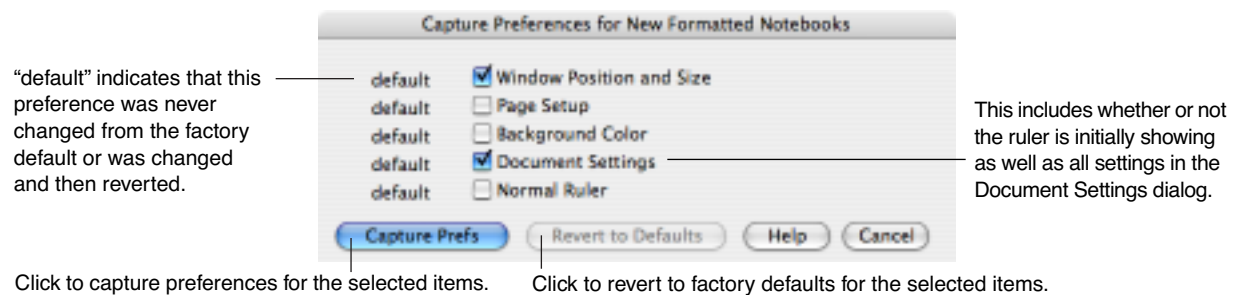 Capture Preferences for New Formatted Notebooks
“default” indicates that this
preference was never
changed from the factory
default or was changed
and then reverted.
default Window Position and Size
default Page Setup
default Background Color
default Document Settings
default Normal Ruler
This includes whether or not
the ruler is initially showing
as well as all settings in the
Document Settings dialog.
Capture Prefs Revert to Defaults Help Cancel
Click to capture preferences for the selected items. Click to revert to factory defaults for the selected items.